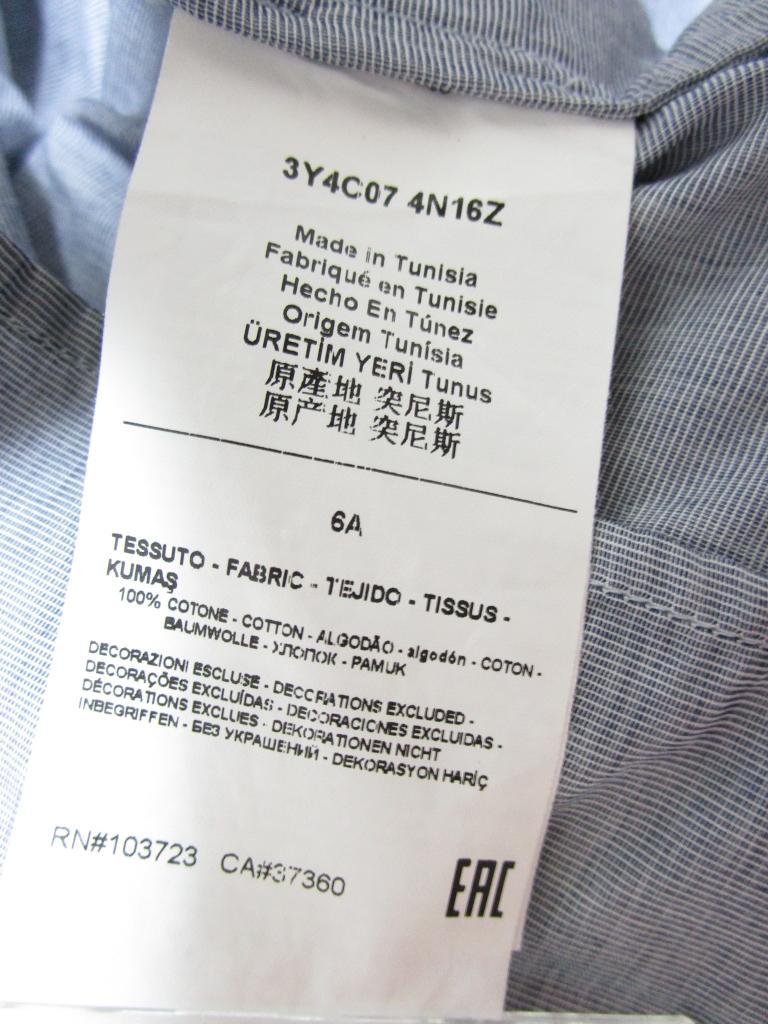 3Y4C07 4N16Z
Made in Tunisia
Fabriqué en Tunisie
Hecho En Túnez
Origem Tunísia
ÜRETİM YERİ Tunus
原產地 突尼斯
原产地 突尼斯
6A
TESSUTO - FABRIC - TEJIDO - TISSUS -
KUMAŞ
100% COTONE - COTTON - ALGODÃO - algodón - COTON -
BAUMWOLLE - ХЛОПОК - PAMUK
DECORAZIONI ESCLUSE - DECORATIONS EXCLUDED -
DECORAÇÕES EXCLUÍDAS - DECORACIONES EXCLUIDAS -
DÉCORATIONS EXCLUES - DEKORATIONEN NICHT
INBEGRIFFEN - БЕЗ УКРАШЕНИЙ - DEKORASYON HARİÇ
RN#103723 CA#37360
EAC